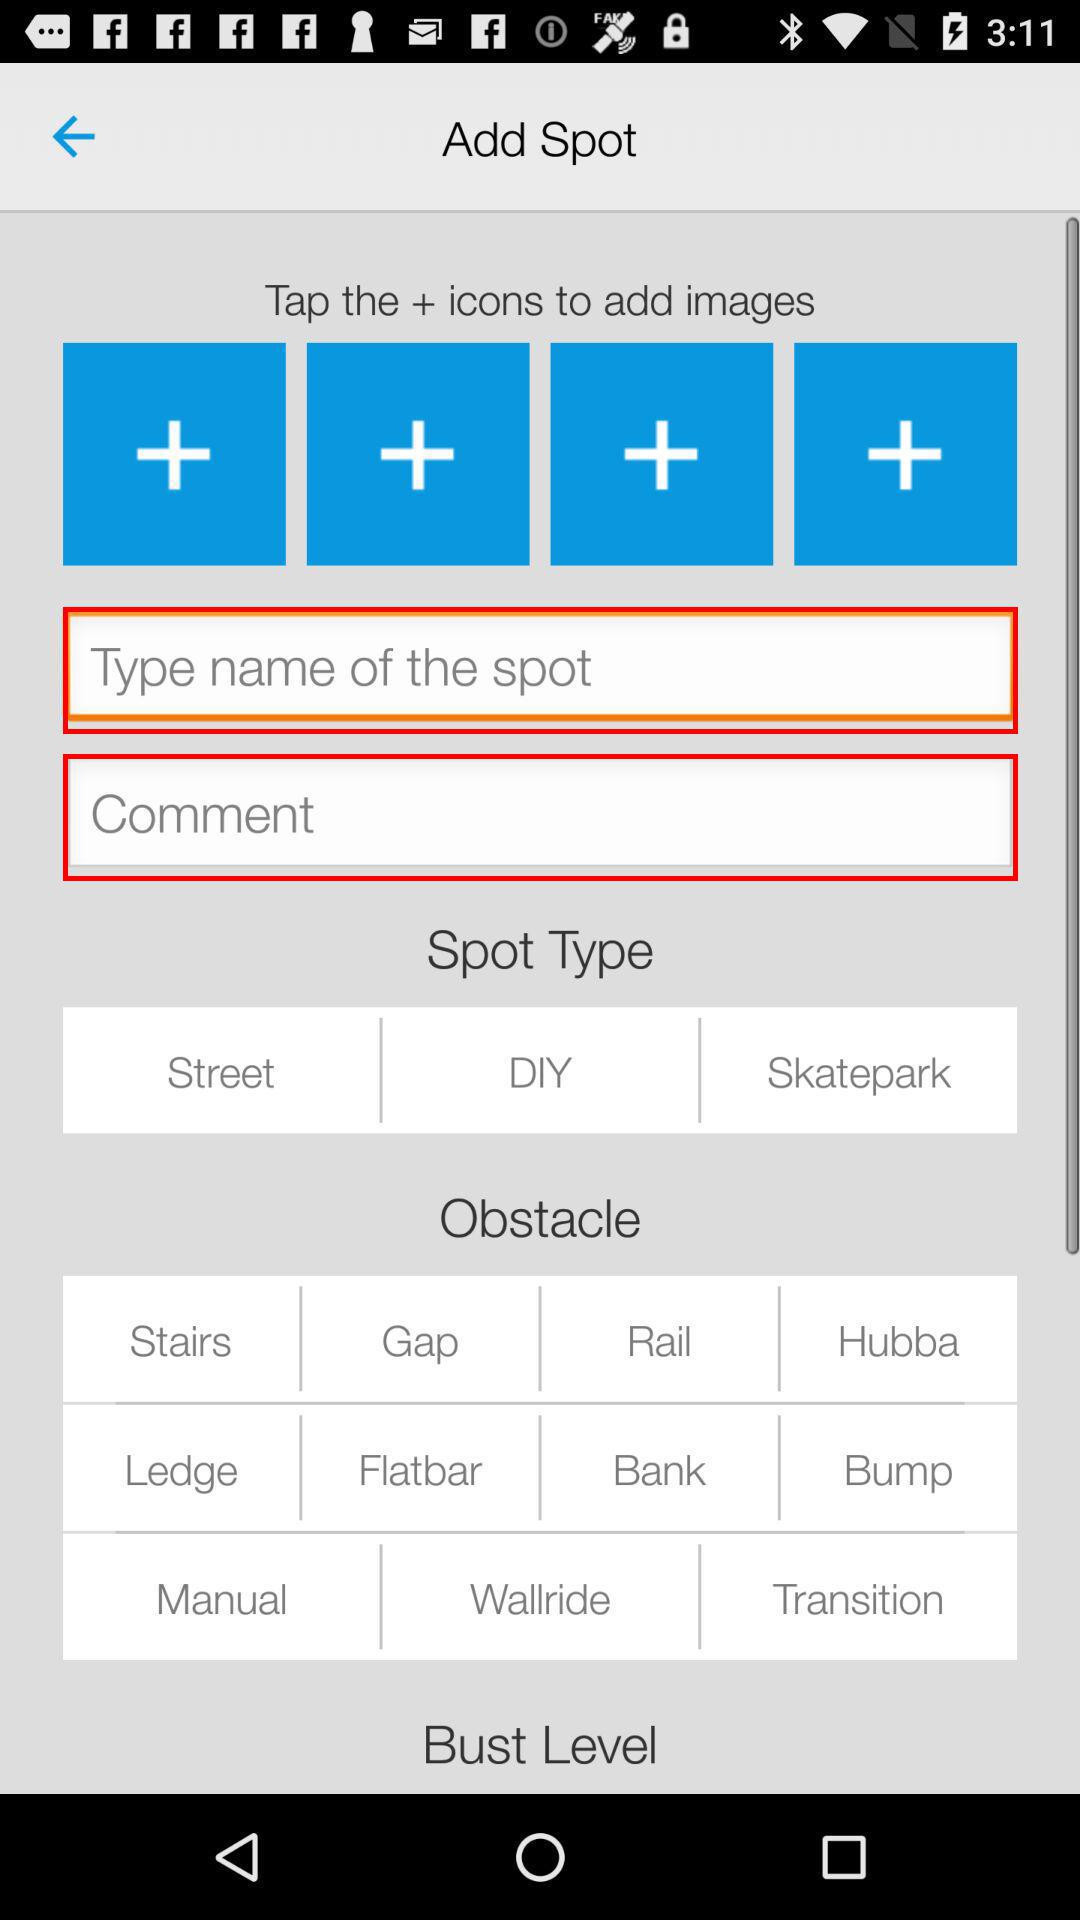 FAK 3:11
Add Spot
Tap the + icons to add images
Type name of the spot
Comment
Spot Type
Street DIY Skatepark
Obstacle
Stairs Gap Rail Hubba
Ledge Flatbar Bank Bump
Manual Wallride Transition
Bust Level